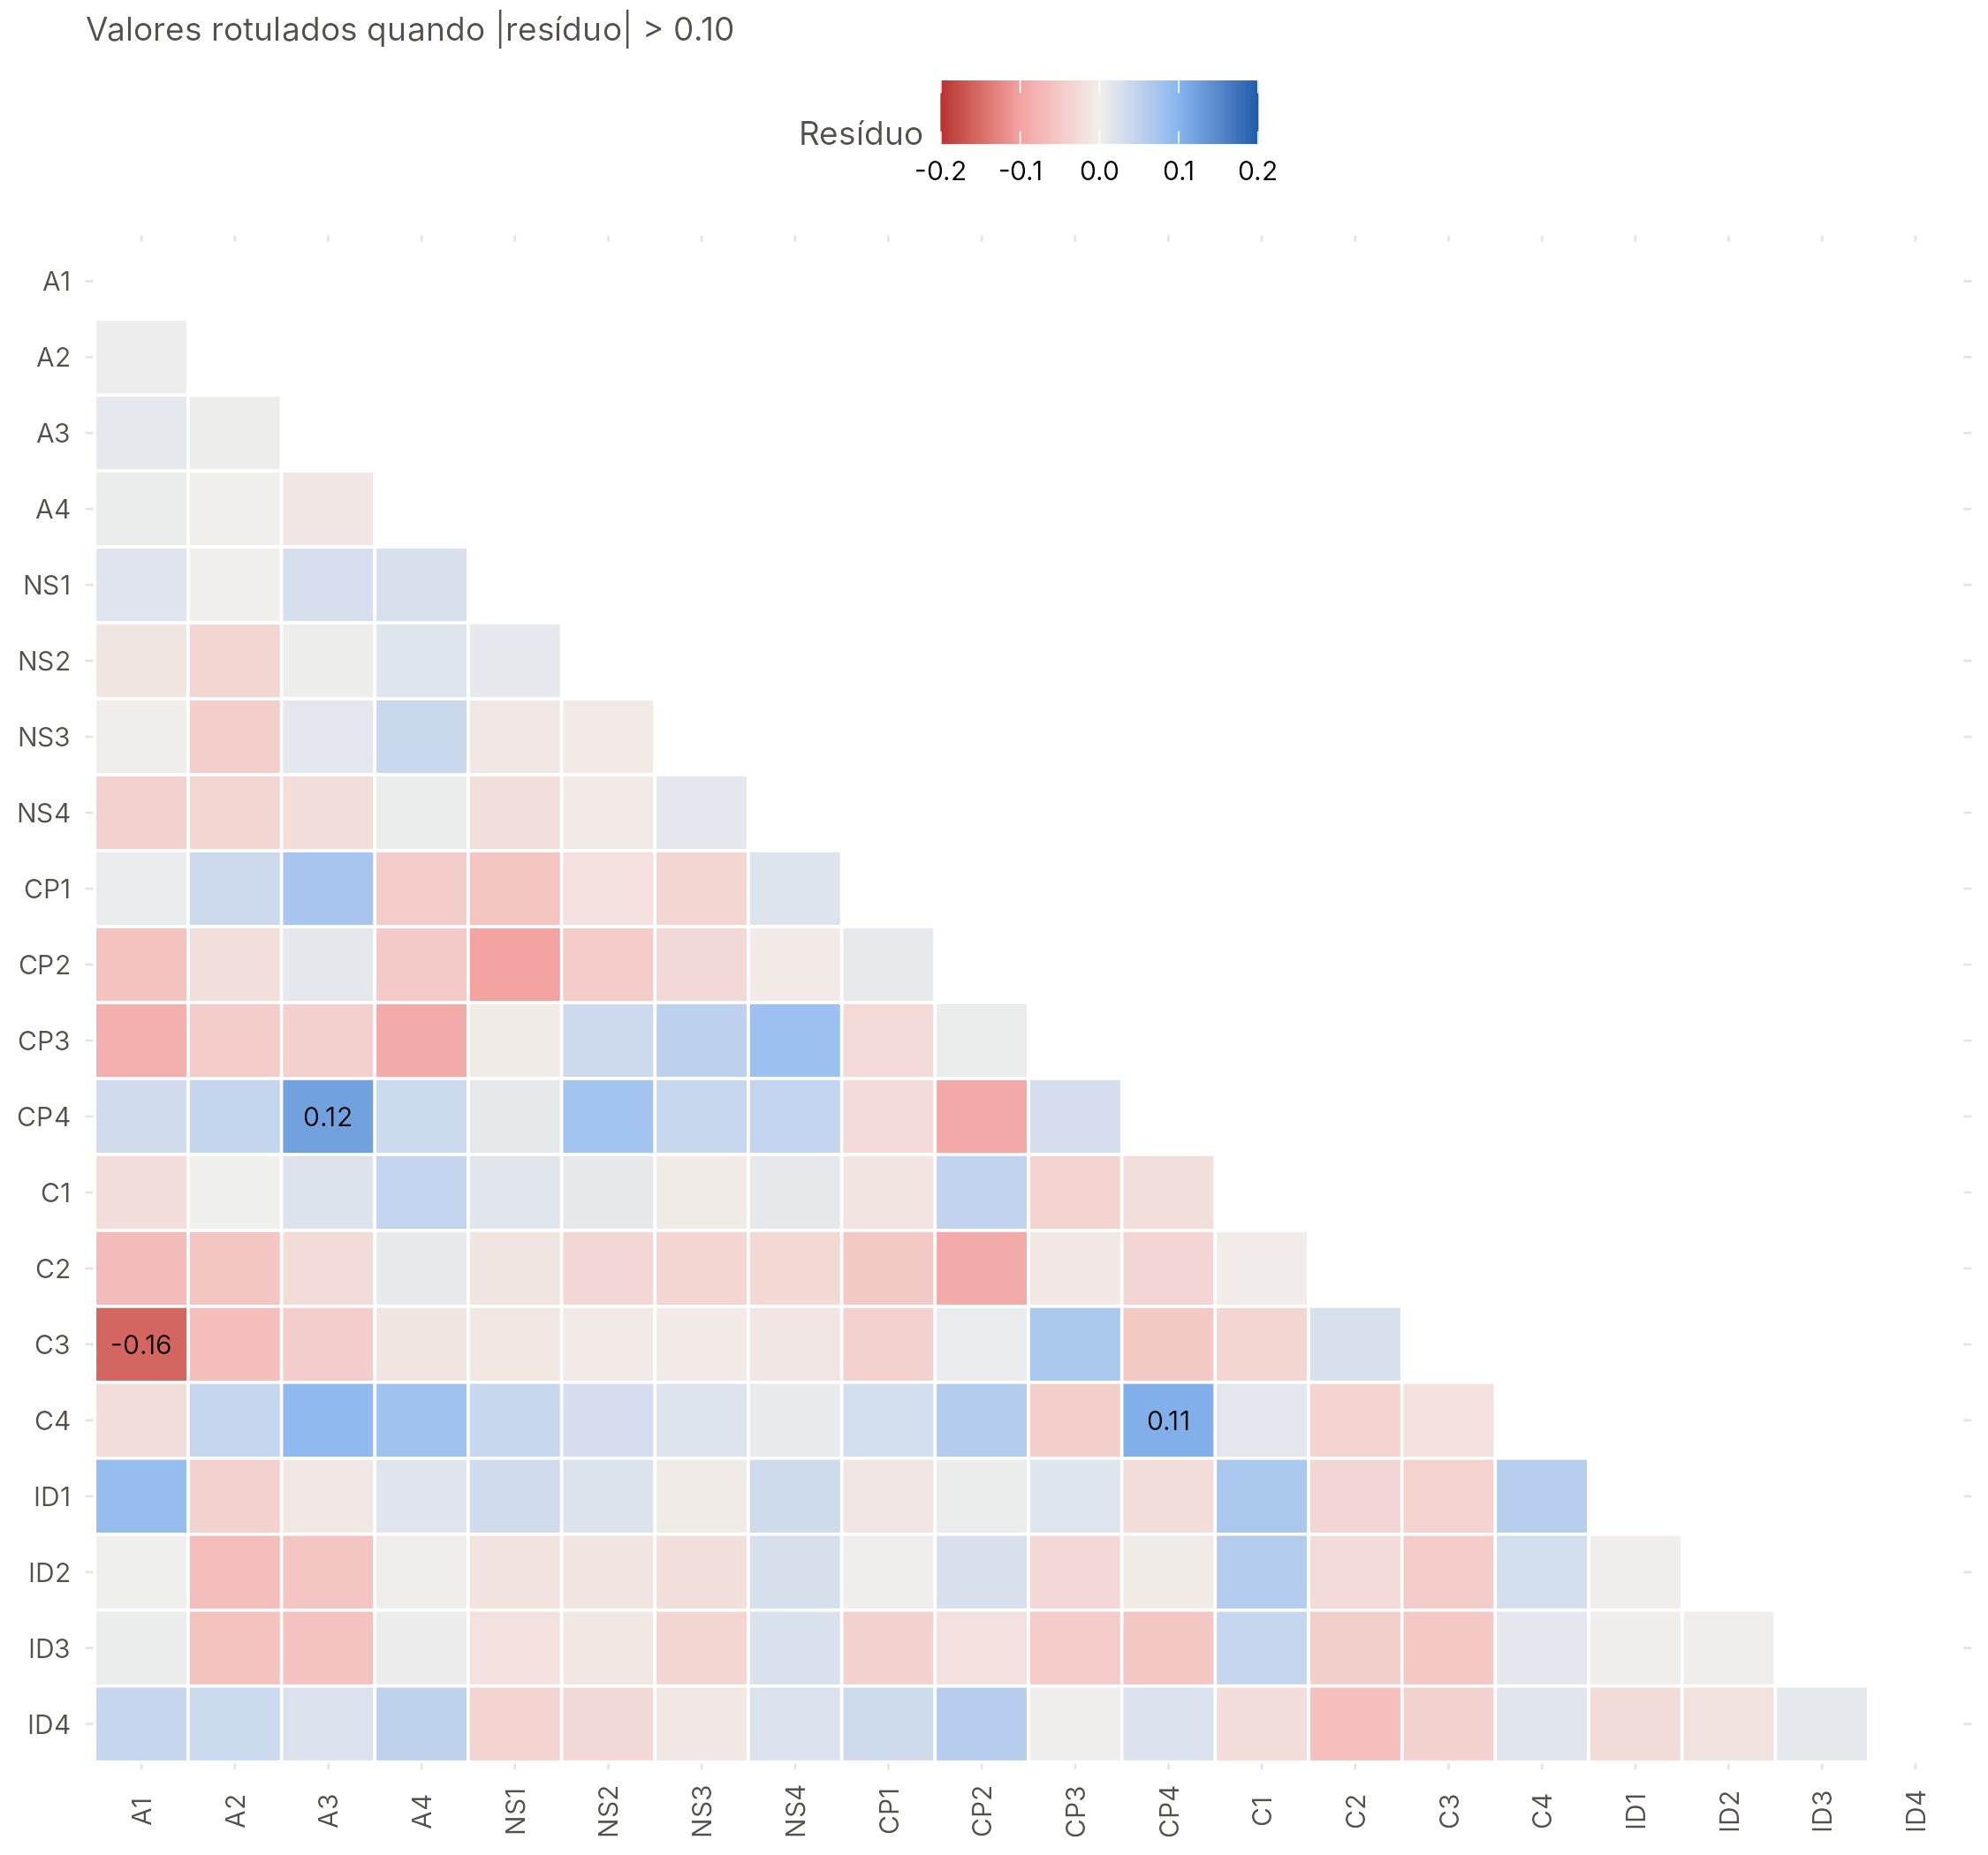 Valores rotulados quando |resíduo| > 0.10
Resíduo
-0.2 -0.1 0.0 0.1 0.2
A1
A2
A3
A4
NS1
NS2
NS3
NS4
CP1
CP2
CP3
CP4 0.12
C1
C2
C3 -0.16
C4 0.11
ID1
ID2
ID3
ID4
A1 A2 A3 A4 NS1 NS2 NS3 NS4 CP1 CP2 CP3 CP4 C1 C2 C3 C4 ID1 ID2 ID3 ID4